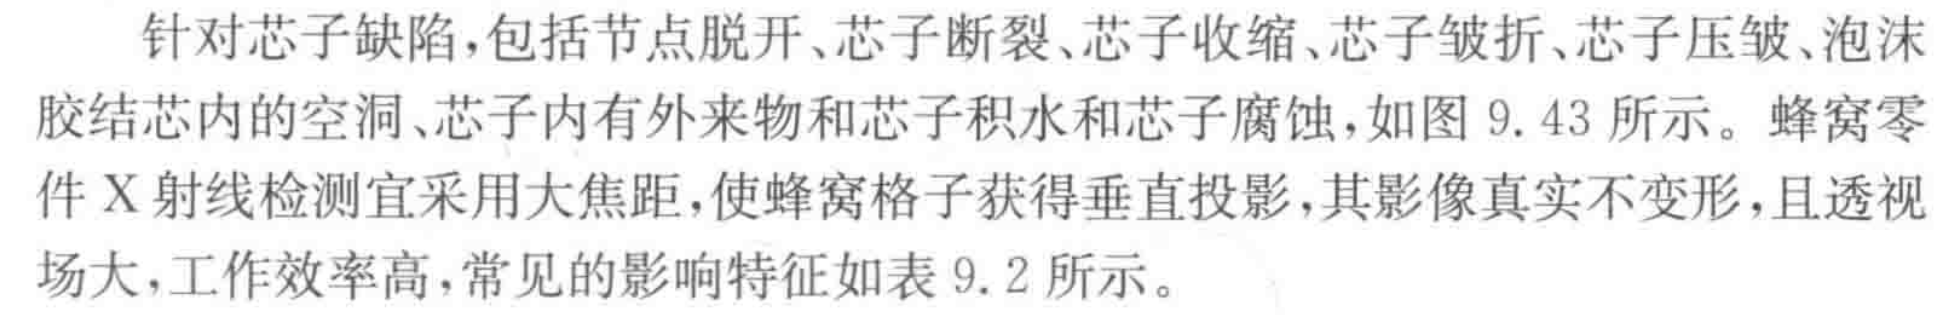 针对芯子缺陷,包括节点脱开、芯子断裂、芯子收缩、芯子皱折、芯子压皱、泡沫
胶结芯内的空洞、芯子内有外来物和芯子积水和芯子腐蚀,如图 9.43 所示。蜂窝零
件 X 射线检测宜采用大焦距,使蜂窝格子获得垂直投影,其影像真实不变形,且透视
场大,工作效率高,常见的影响特征如表 9.2 所示。